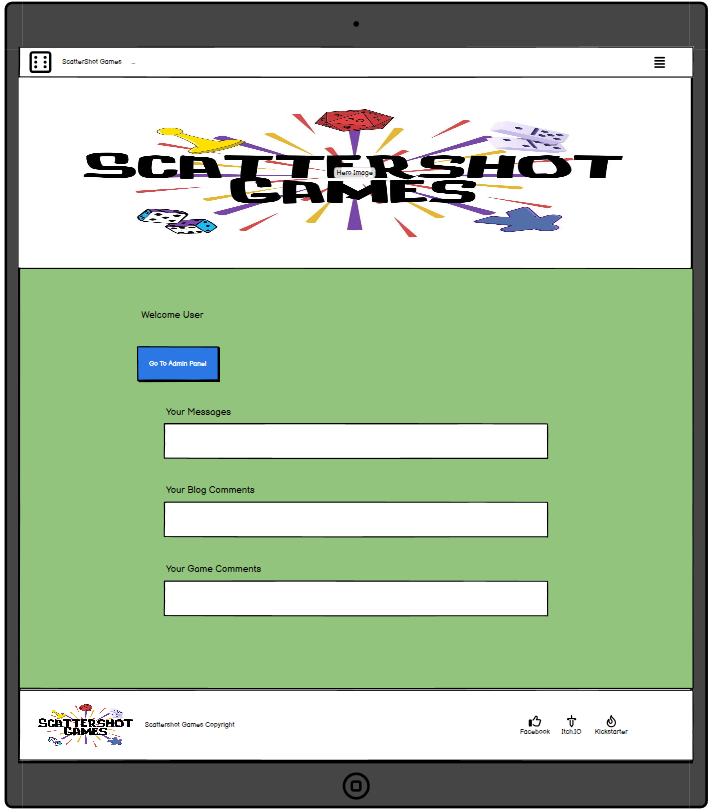 ScatterShot Games
SCATTERSHOT
Hero Image
GAMES
Welcome User
Go To Admin Panel
Your Messages
Your Blog Comments
Your Game Comments
SCATTERSHOT
GAMES
Scattershot Games Copyright
Facebook
Itch.IO
Kickstarter